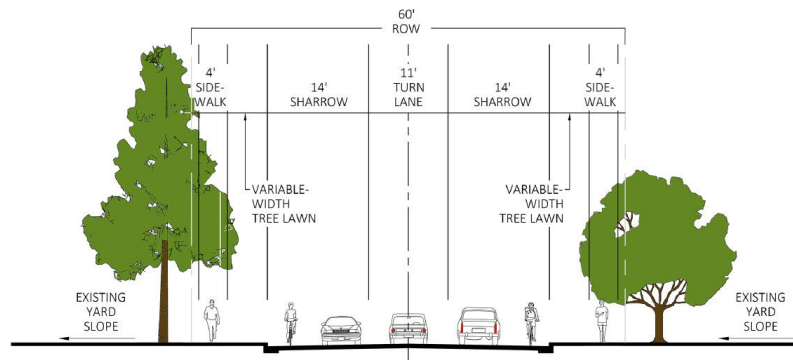 60'
ROW
4'
SIDE-
WALK
14'
SHARROW
11'
TURN
LANE
14'
SHARROW
4'
SIDE-
WALK
VARIABLE-
WIDTH
TREE LAWN
VARIABLE-
WIDTH
TREE LAWN
EXISTING
YARD
SLOPE
EXISTING
YARD
SLOPE